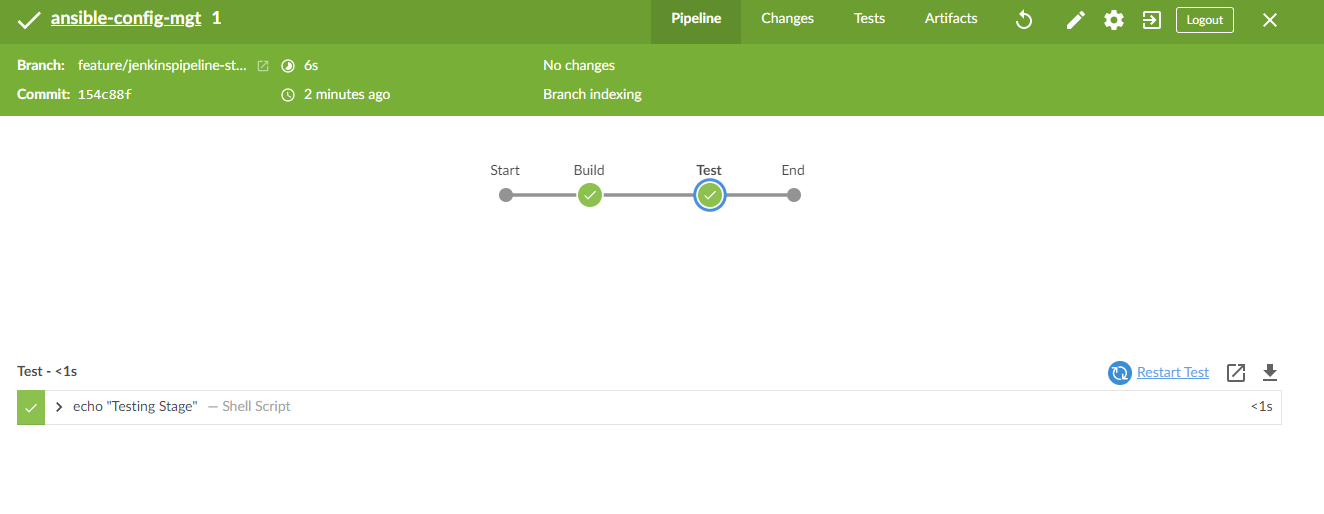 ansible-config-mgt 1 Pipeline Changes Tests Artifacts Logout
Branch: feature/jenkinspipeline-st... 6s No changes
Commit: 154c88f 2 minutes ago Branch indexing
Start Build Test End
Test - <1s Restart Test
echo "Testing Stage" — Shell Script <1s